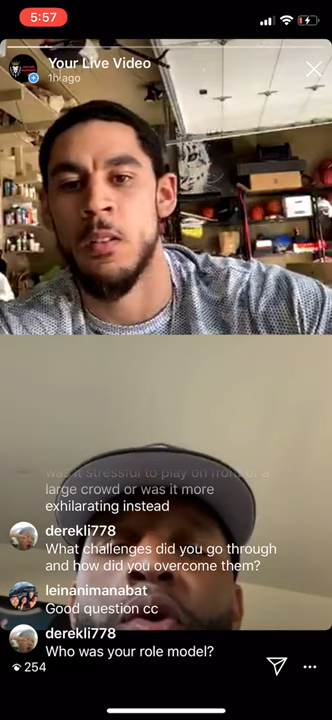 5:57
Your Live Video
1h ago
was it stressful to play on front of a
large crowd or was it more
exhilarating instead
derekli778
What challenges did you go through
and how did you overcome them?
leinanimanabat
Good question cc
derekli778
Who was your role model?
254